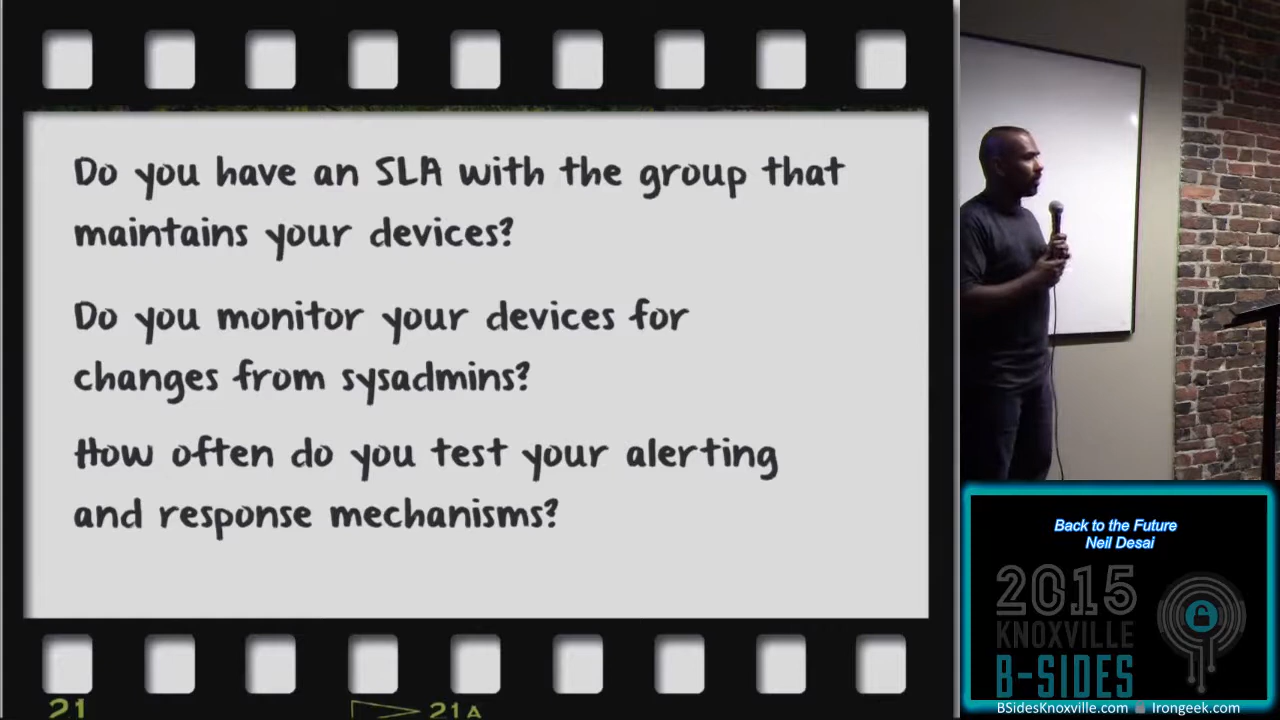 Do you have an SLA with the group that
maintains your devices?
Do you monitor your devices for
changes from sysadmins?
How often do you test your alerting
and response mechanisms?
21
21A
Back to the Future
Neil Desai
2015
KNOXVILLE
B-SIDES
BSidesKnoxville.com Irongeek.com